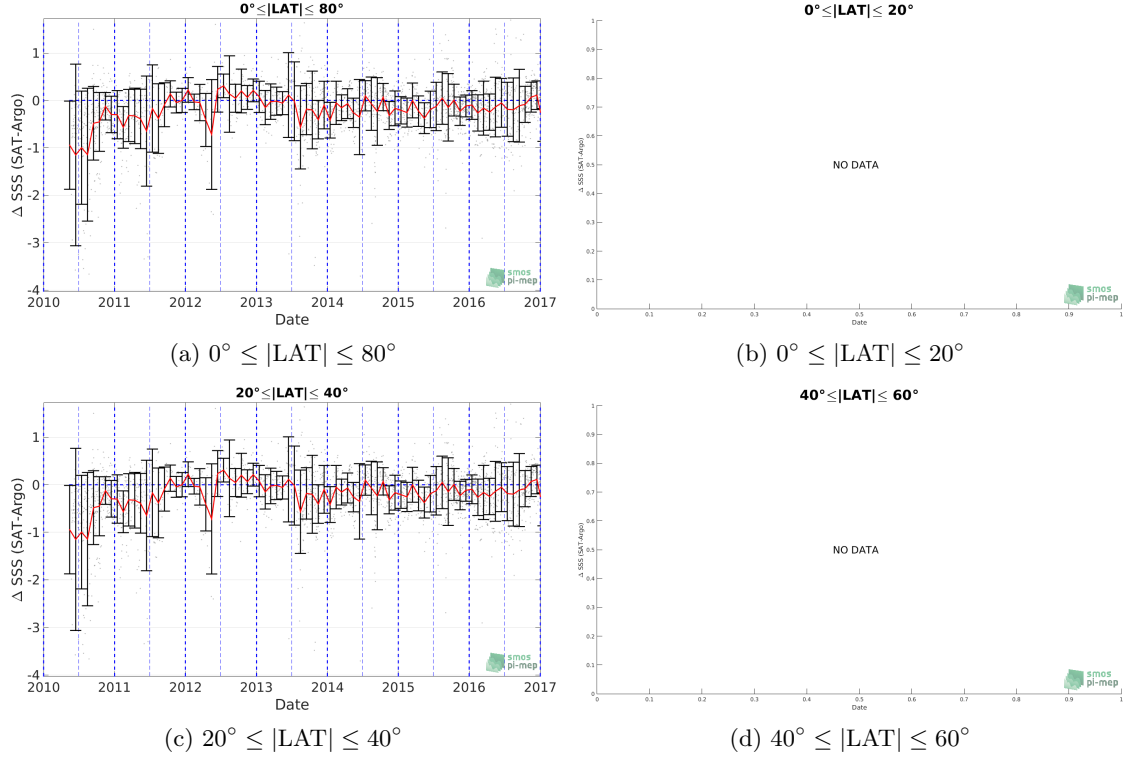 0°≤|LAT|≤ 80°
Δ SSS (SAT-Argo)
1
0
-1
-2
-3
-4
2010 2011 2012 2013 2014 2015 2016 2017
Date
smos
pi-mep
(a) 0° ≤ |LAT| ≤ 80°
0°≤|LAT|≤ 20°
Δ SSS (SAT-Argo)
1
0.9
0.8
0.7
0.6
0.5
0.4
0.3
0.2
0.1
0
NO DATA
0 0.1 0.2 0.3 0.4 0.5 0.6 0.7 0.8 0.9 1
Date
smos
pi-mep
(b) 0° ≤ |LAT| ≤ 20°
20°≤|LAT|≤ 40°
Δ SSS (SAT-Argo)
1
0
-1
-2
-3
-4
2010 2011 2012 2013 2014 2015 2016 2017
Date
smos
pi-mep
(c) 20° ≤ |LAT| ≤ 40°
40°≤|LAT|≤ 60°
Δ SSS (SAT-Argo)
1
0.9
0.8
0.7
0.6
0.5
0.4
0.3
0.2
0.1
0
NO DATA
0 0.1 0.2 0.3 0.4 0.5 0.6 0.7 0.8 0.9 1
Date
smos
pi-mep
(d) 40° ≤ |LAT| ≤ 60°